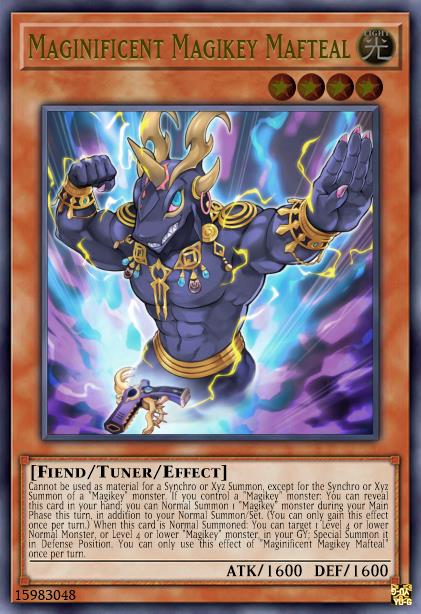 Maginificent Magikey Mafteal
LIGHT
光
[Fiend/Tuner/Effect]
Cannot be used as material for a Synchro or Xyz Summon, except for the Synchro or Xyz
Summon of a "Magikey" monster. If you control a "Magikey" monster: You can reveal
this card in your hand; you can Normal Summon 1 "Magikey" monster during your Main
Phase this turn, in addition to your Normal Summon/Set. (You can only gain this effect
once per turn.) When this card is Normal Summoned: You can target 1 Level 4 or lower
Normal Monster, or Level 4 or lower "Magikey" monster, in your GY; Special Summon it
in Defense Position. You can only use this effect of "Maginificent Magikey Mafteal"
once per turn.
ATK/1600 DEF/1600
15983048